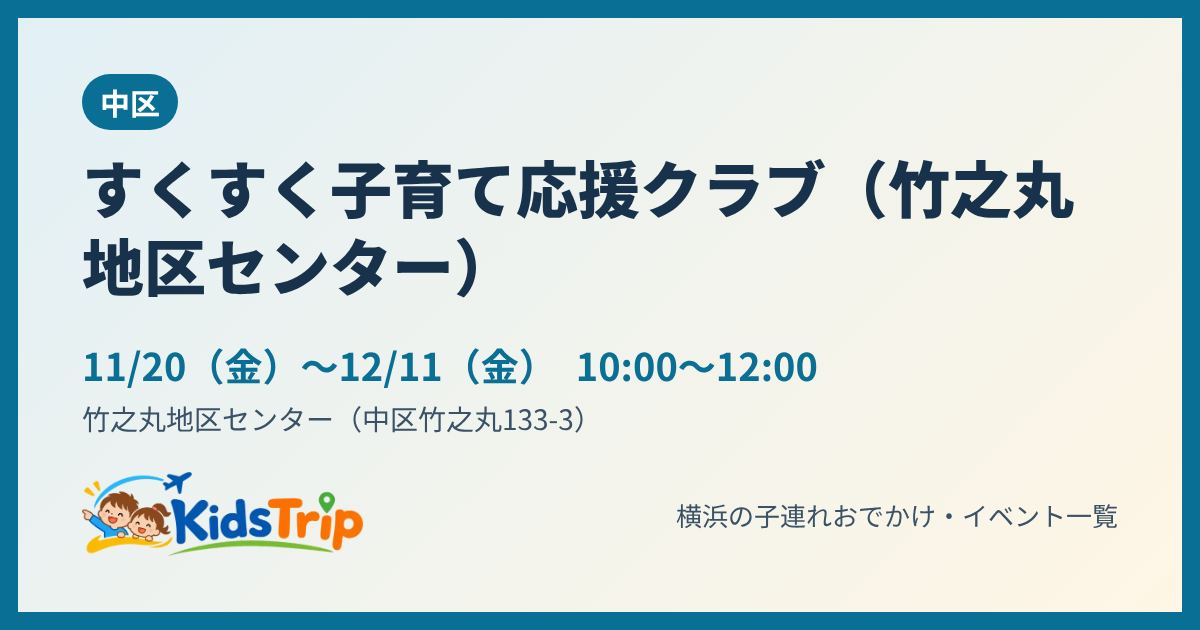 中区
すくすく子育て応援クラブ（竹之丸
地区センター）
11/20（金）〜12/11（金） 10:00〜12:00
竹之丸地区センター（中区竹之丸133-3）
KidsTrip
横浜の子連れおでかけ・イベント一覧